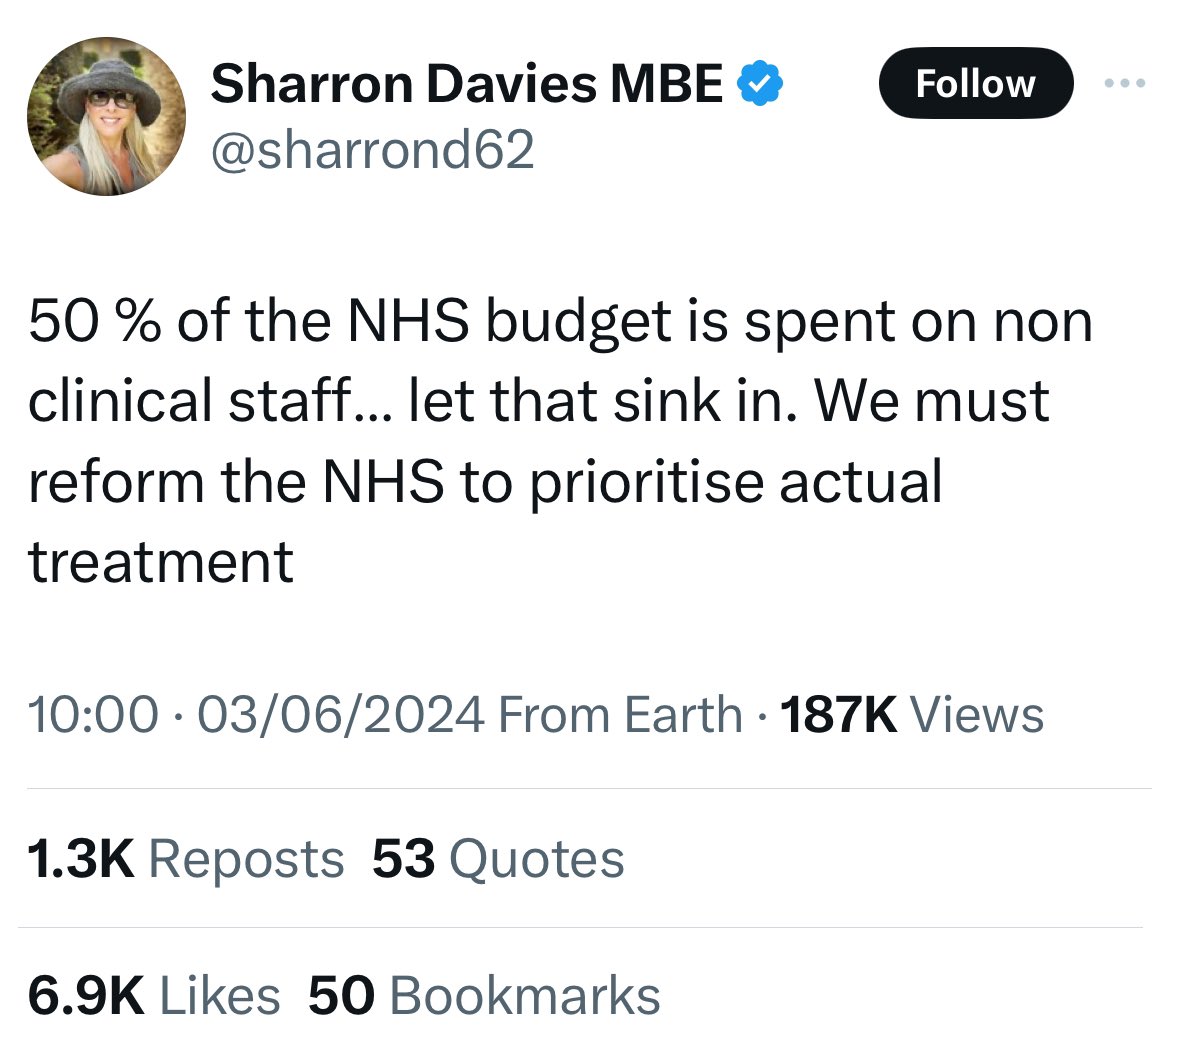 Sharron Davies MBE
Follow
@sharrond62
50 % of the NHS budget is spent on non
clinical staff... let that sink in. We must
reform the NHS to prioritise actual
treatment
10:00 · 03/06/2024 From Earth · 187K Views
1.3K Reposts 53 Quotes
6.9K Likes 50 Bookmarks